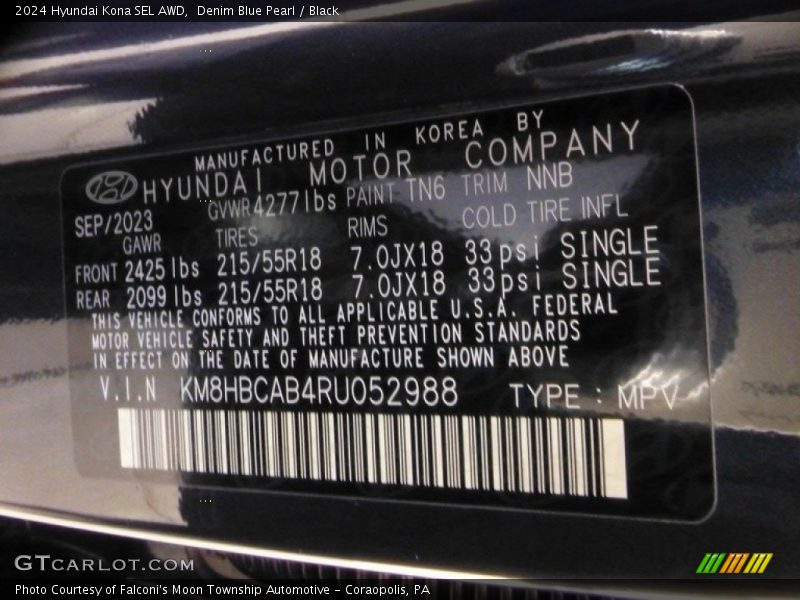 2024 Hyundai Kona SEL AWD,  Denim Blue Pearl / Black
MANUFACTURED IN KOREA BY
HYUNDAI MOTOR COMPANY
SEP/2023 GVWR 4277 lbs PAINT TN6 TRIM NNB
GAWR TIRES RIMS COLD TIRE INFL
FRONT 2425 lbs 215/55R18 7.0JX18 33psi SINGLE
REAR 2099 lbs 215/55R18 7.0JX18 33psi SINGLE
THIS VEHICLE CONFORMS TO ALL APPLICABLE U.S.A. FEDERAL
MOTOR VEHICLE SAFETY AND THEFT PREVENTION STANDARDS
IN EFFECT ON THE DATE OF MANUFACTURE SHOWN ABOVE
V.I.N KM8HBCAB4RU052988 TYPE : MPV
GTCARLOT.COM
Photo Courtesy of Falconi's Moon Township Automotive - Coraopolis, PA